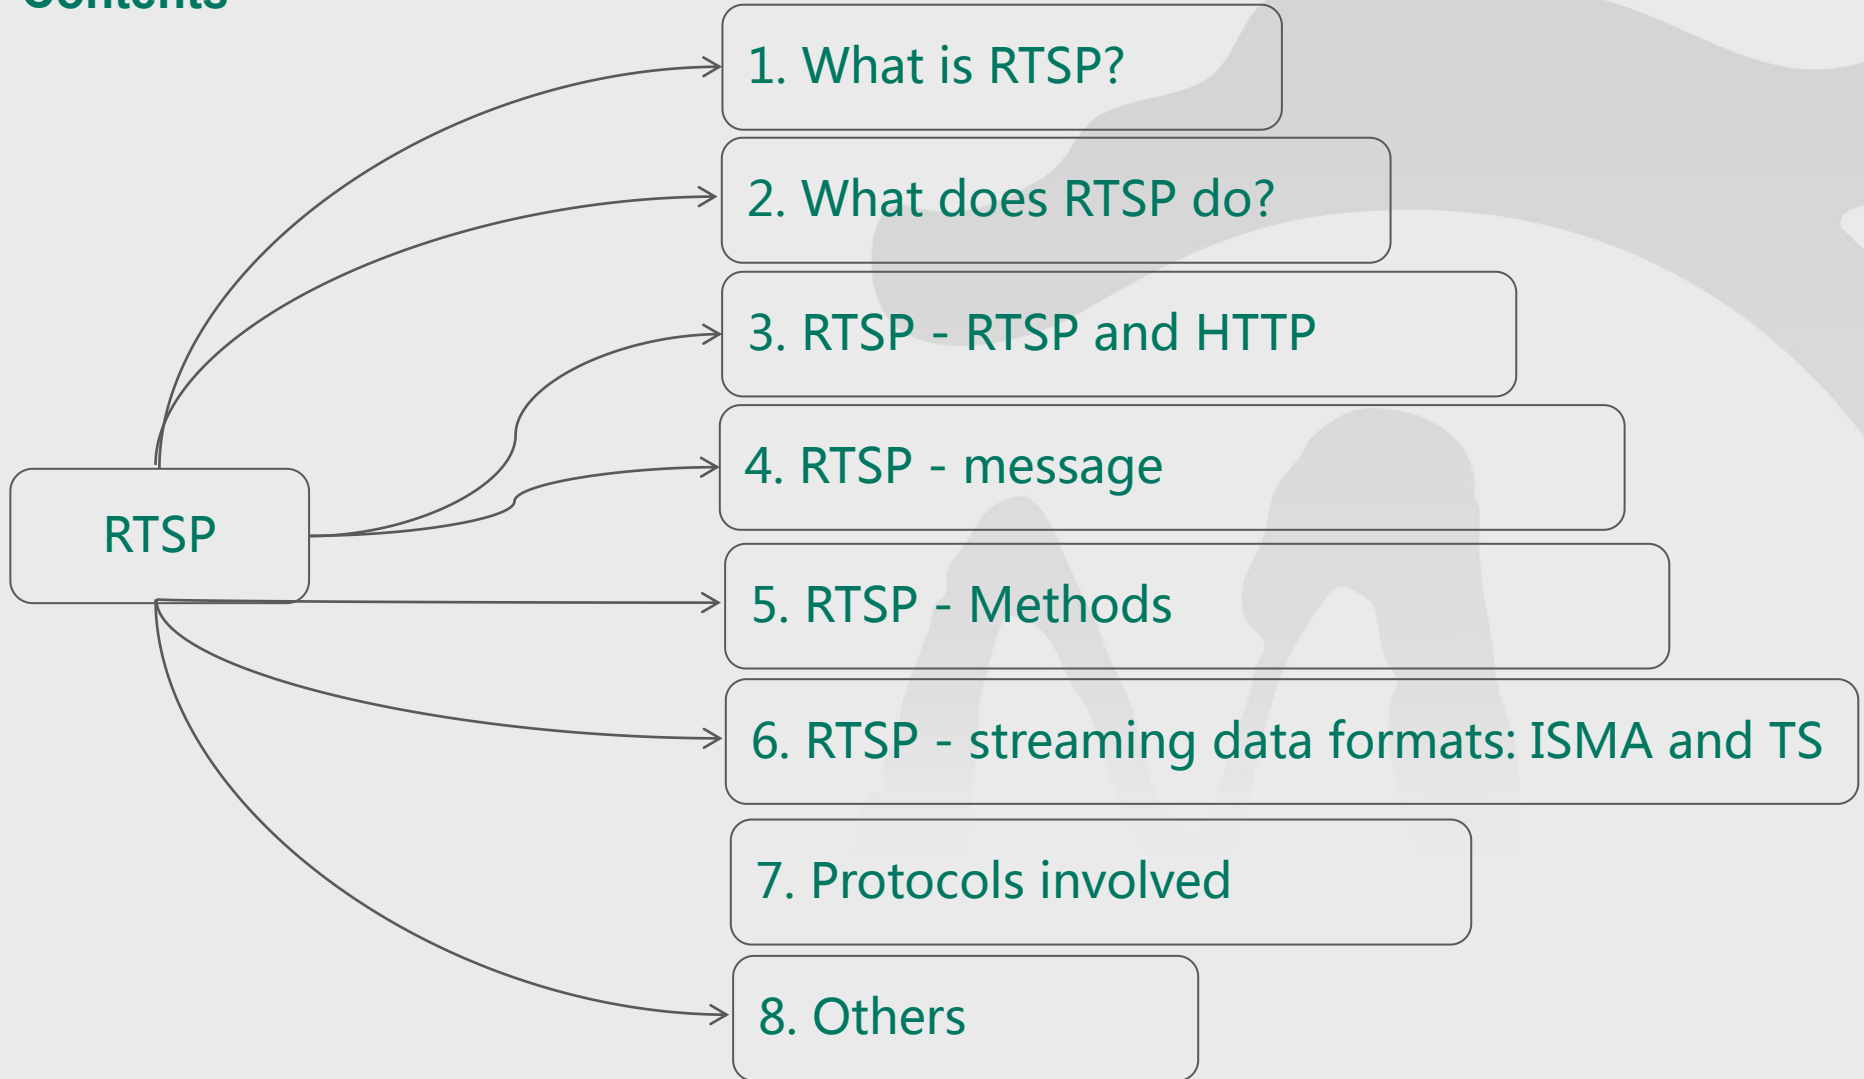 Contents
1. What is RTSP?
2. What does RTSP do?
3. RTSP - RTSP and HTTP
4. RTSP - message
RTSP
5. RTSP - Methods
6. RTSP - streaming data formats: ISMA and TS
7. Protocols involved
8. Others